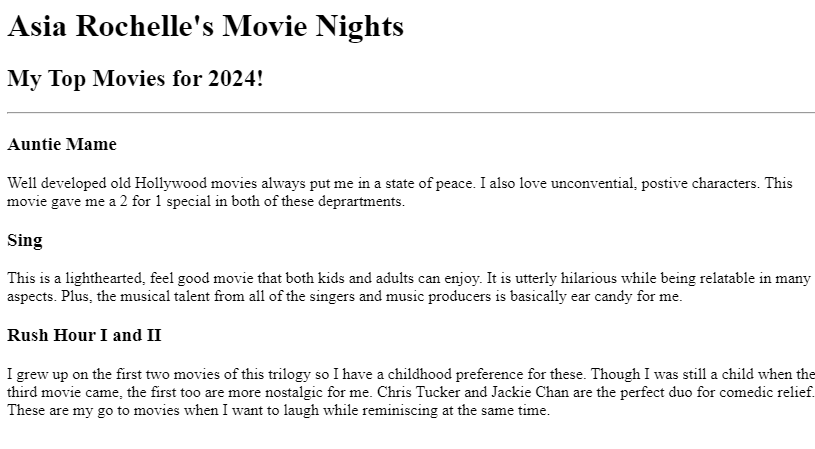 Asia Rochelle's Movie Nights
My Top Movies for 2024!
Auntie Mame
Well developed old Hollywood movies always put me in a state of peace. I also love unconvential, postive characters. This
movie gave me a 2 for 1 special in both of these deprartments.
Sing
This is a lighthearted, feel good movie that both kids and adults can enjoy. It is utterly hilarious while being relatable in many
aspects. Plus, the musical talent from all of the singers and music producers is basically ear candy for me.
Rush Hour I and II
I grew up on the first two movies of this trilogy so I have a childhood preference for these. Though I was still a child when the
third movie came, the first too are more nostalgic for me. Chris Tucker and Jackie Chan are the perfect duo for comedic relief.
These are my go to movies when I want to laugh while reminiscing at the same time.